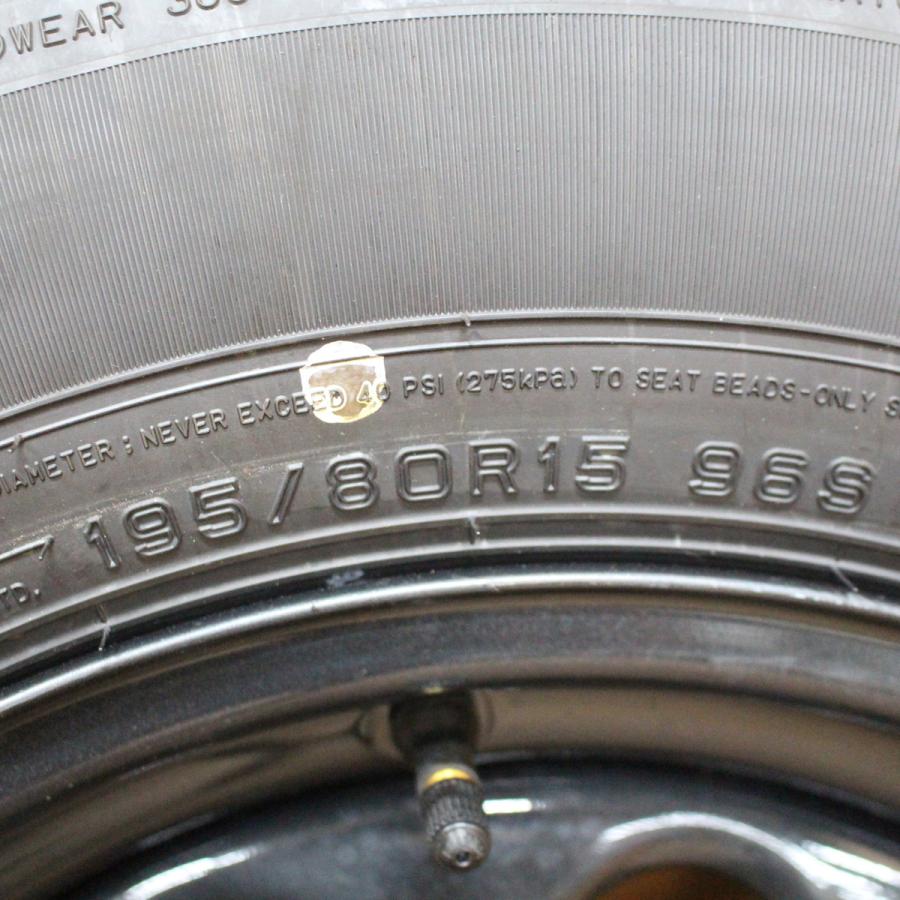 DIAMETER; NEVER EXCEED 40 PSI (275kPa) TO SEAT BEADS-ONLY
195/80R15 96S